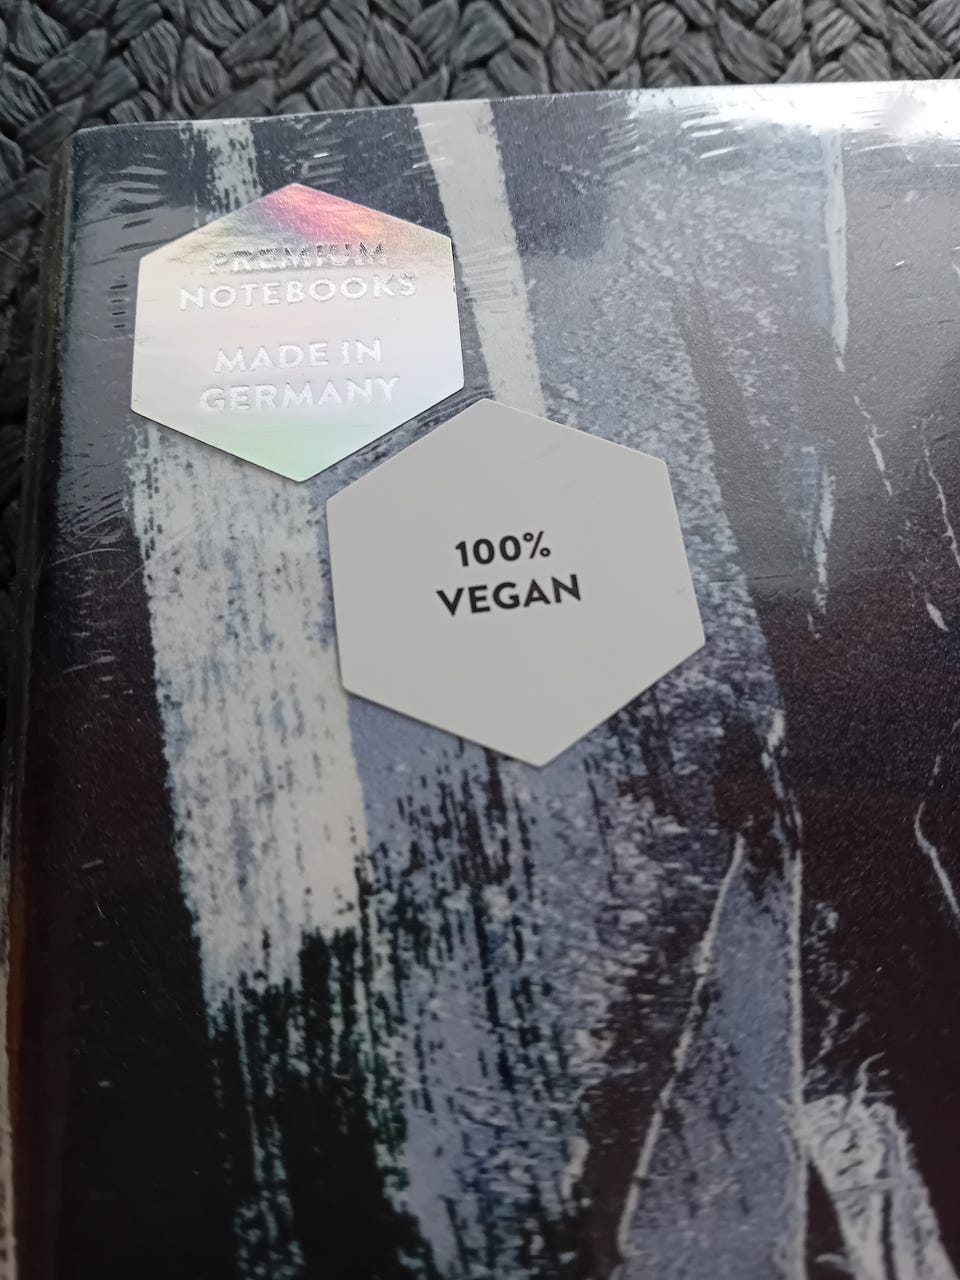 PREMIUM
NOTEBOOKS
MADE IN
GERMANY
100%
VEGAN